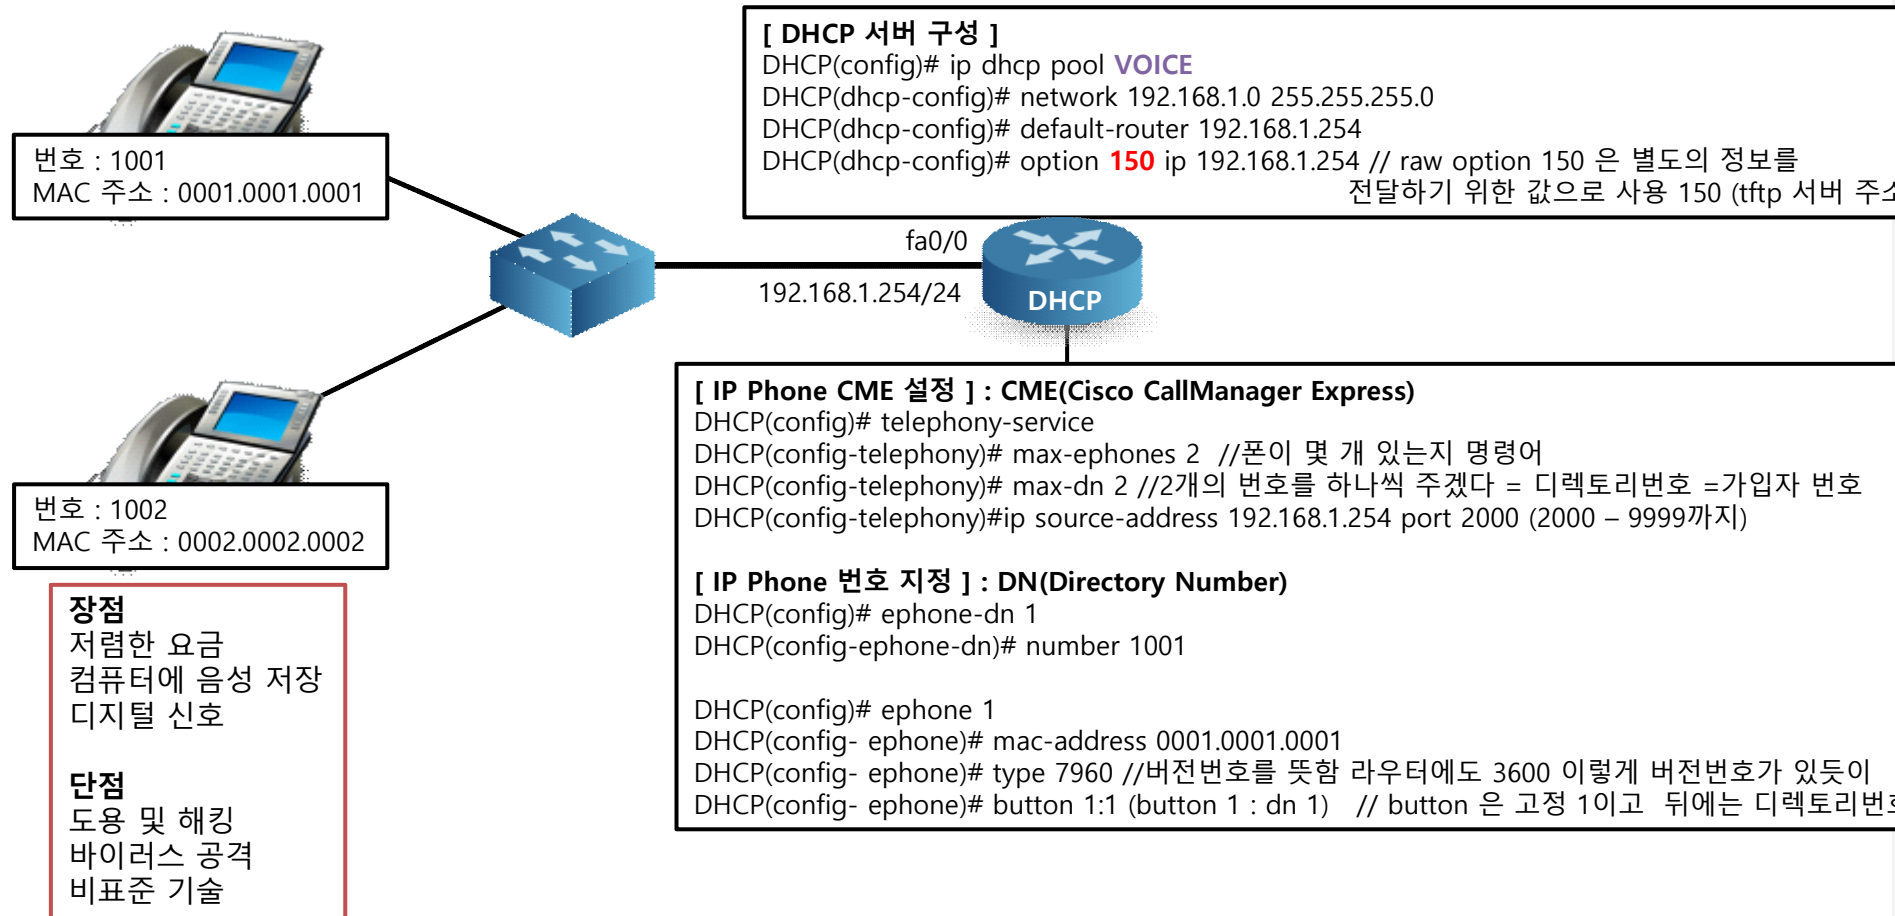 [ DHCP 서버 구성 ]
DHCP(config)# ip dhcp pool VOICE
DHCP(dhcp-config)# network 192.168.1.0 255.255.255.0
DHCP(dhcp-config)# default-router 192.168.1.254
DHCP(dhcp-config)# option 150 ip 192.168.1.254 // raw option 150 은 별도의 정보를
전달하기 위한 값으로 사용 150 (tftp 서버 주소
번호 : 1001
MAC 주소 : 0001.0001.0001
fa0/0
192.168.1.254/24
DHCP
번호 : 1002
MAC 주소 : 0002.0002.0002
[ IP Phone CME 설정 ] : CME(Cisco CallManager Express)
DHCP(config)# telephony-service
DHCP(config-telephony)# max-ephones 2 //폰이 몇 개 있는지 명령어
DHCP(config-telephony)# max-dn 2 //2개의 번호를 하나씩 주겠다 = 디렉토리번호 =가입자 번호
DHCP(config-telephony)#ip source-address 192.168.1.254 port 2000 (2000 – 9999까지)
[ IP Phone 번호 지정 ] : DN(Directory Number)
DHCP(config)# ephone-dn 1
DHCP(config-ephone-dn)# number 1001
DHCP(config)# ephone 1
DHCP(config- ephone)# mac-address 0001.0001.0001
DHCP(config- ephone)# type 7960 //버전번호를 뜻함 라우터에도 3600 이렇게 버전번호가 있듯이
DHCP(config- ephone)# button 1:1 (button 1 : dn 1) // button 은 고정 1이고 뒤에는 디렉토리번호
장점
저렴한 요금
컴퓨터에 음성 저장
디지털 신호
단점
도용 및 해킹
바이러스 공격
비표준 기술